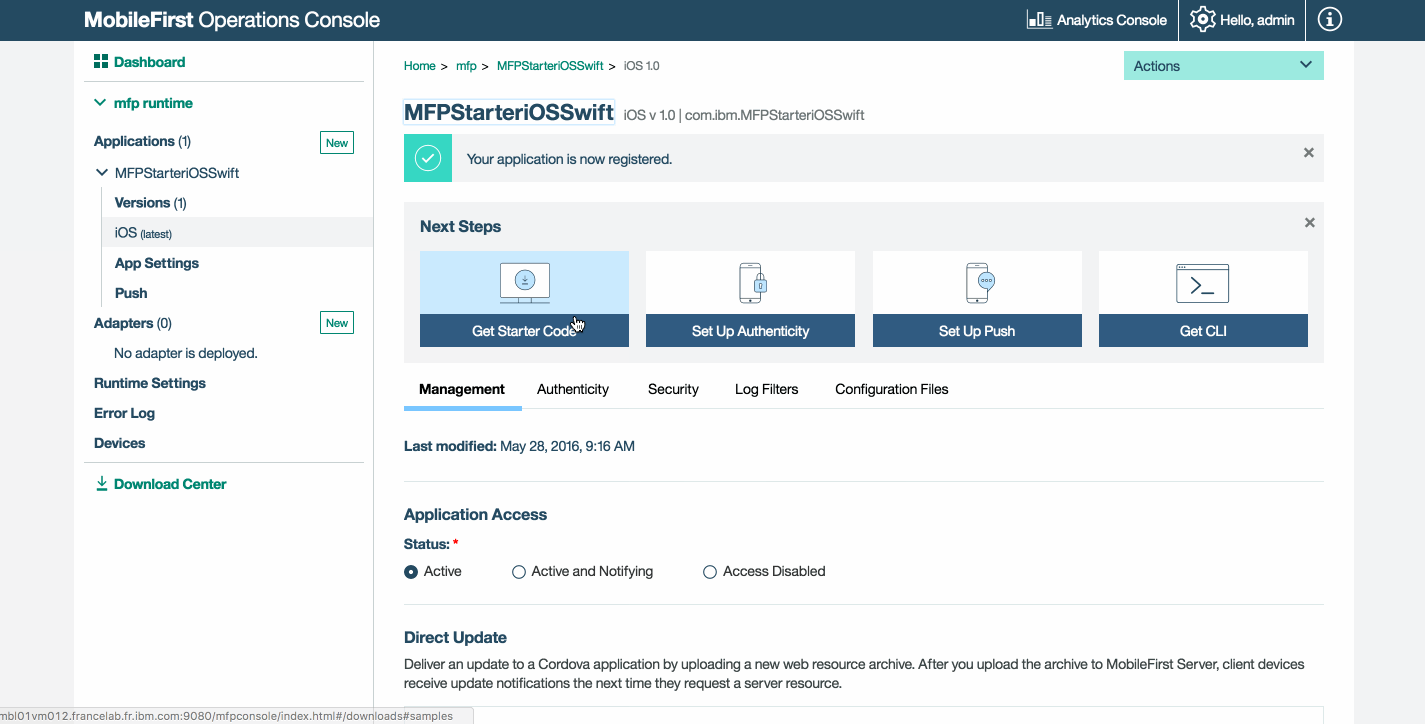 MobileFirst Operations Console
Analytics Console
Hello, admin
Dashboard
mfp runtime
Applications (1)
New
MFPStarteriOSSwift
Versions (1)
iOS (latest)
App Settings
Push
Adapters (0)
New
No adapter is deployed.
Runtime Settings
Error Log
Devices
Download Center
Home > mfp > MFPStarteriOSSwift > iOS 1.0
Actions
MFPStarteriOSSwift iOS v 1.0 | com.ibm.MFPStarteriOSSwift
Your application is now registered.
Next Steps
Get Starter Code
Set Up Authenticity
Set Up Push
Get CLI
Management
Authenticity
Security
Log Filters
Configuration Files
Last modified: May 28, 2016, 9:16 AM
Application Access
Status: *
Active
Active and Notifying
Access Disabled
Direct Update
Deliver an update to a Cordova application by uploading a new web resource archive. After you upload the archive to MobileFirst Server, client devices
receive update notifications the next time they request a server resource.
mbl01vm012.francelab.fr.ibm.com:9080/mfpconsole/index.html#/downloads#samples